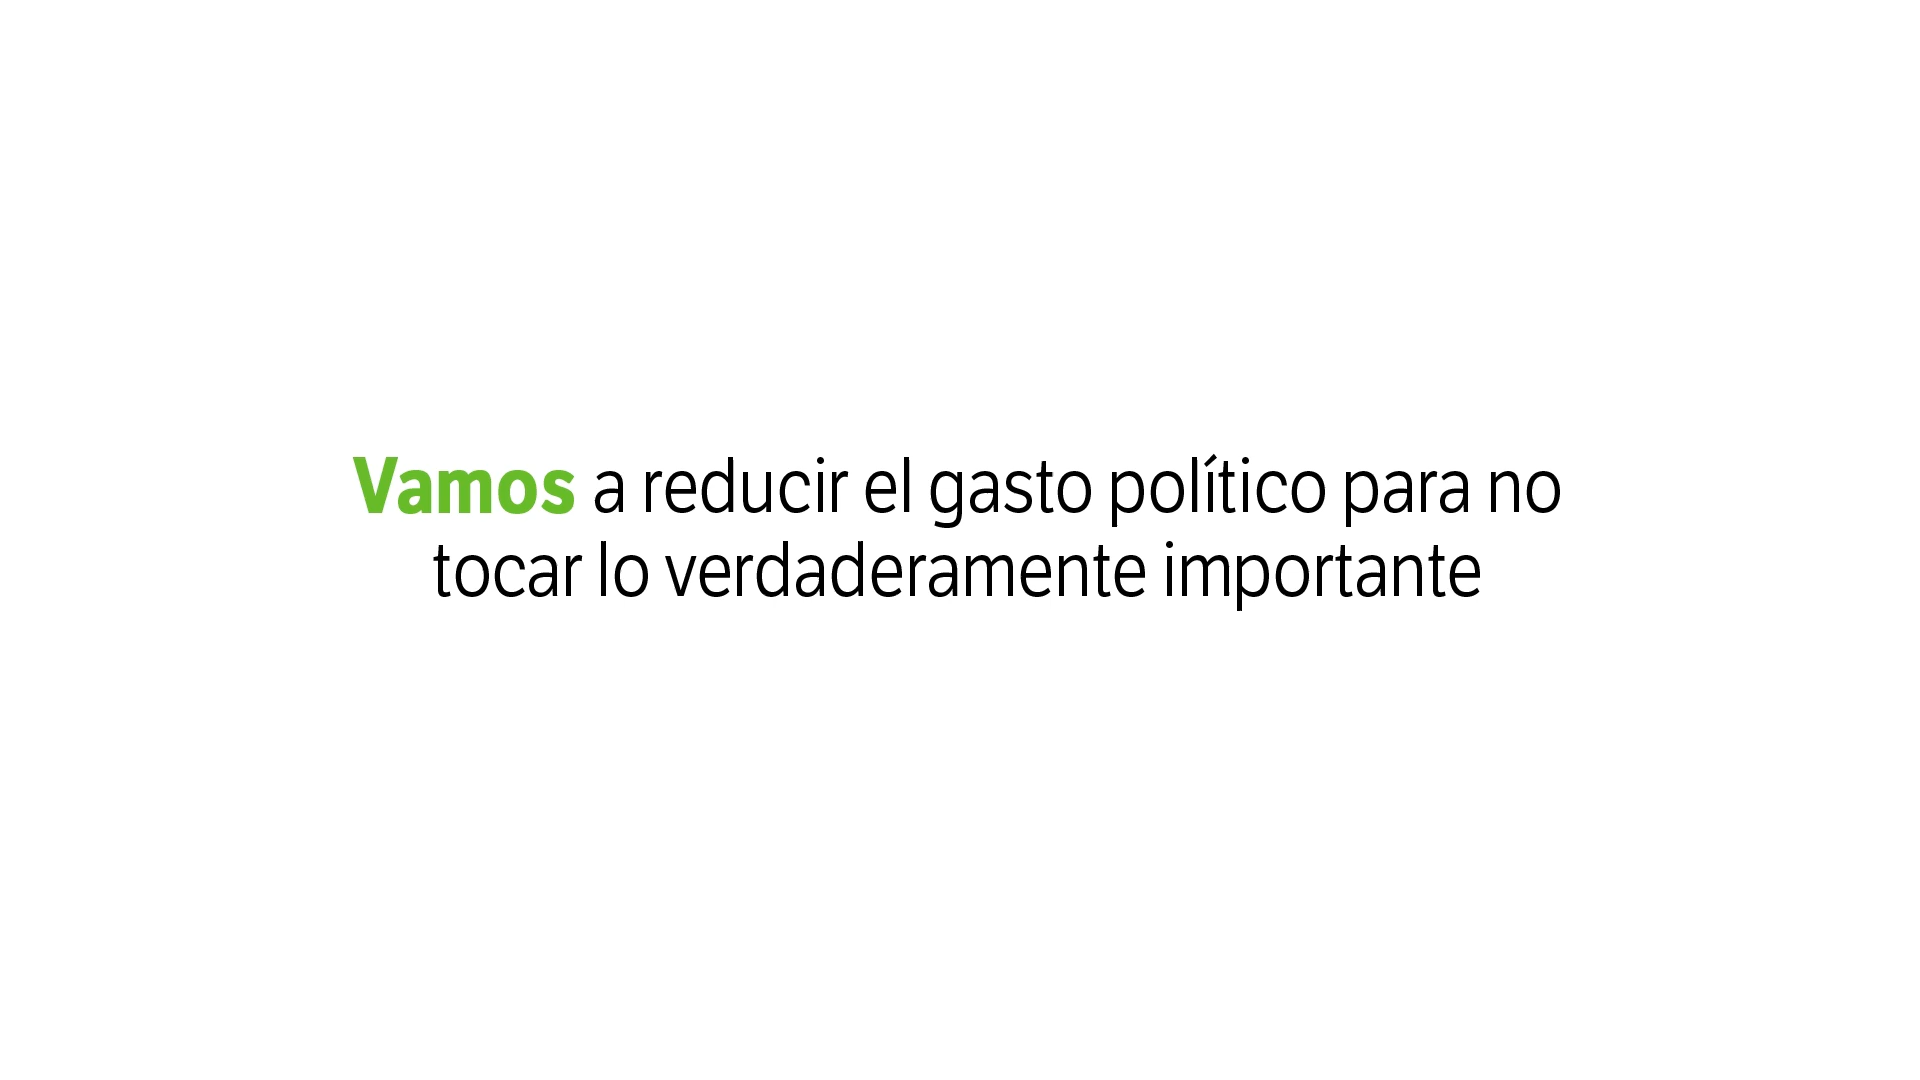 Vamos a reducir el gasto político para no
tocar lo verdaderamente importante